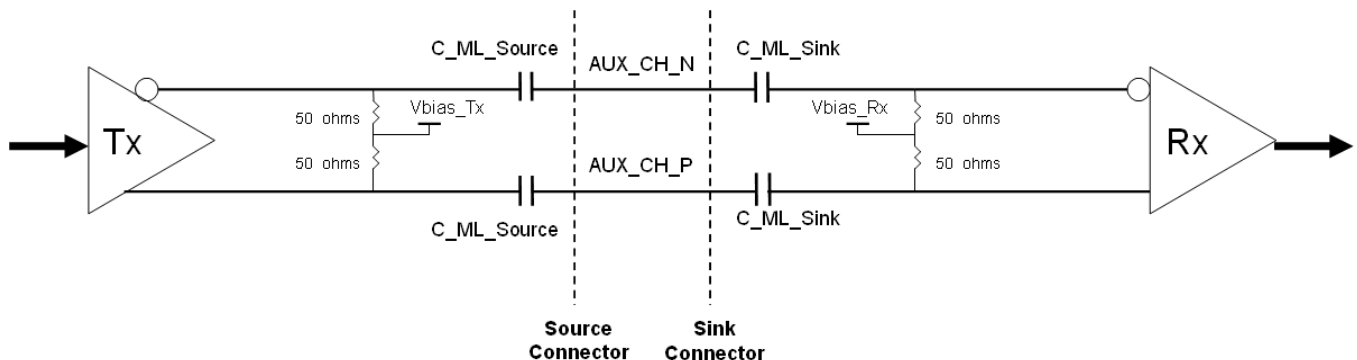 C_ML_Source
C_ML_Sink
AUX_CH_N
Vbias_Tx
Vbias_Rx
50 ohms
50 ohms
Tx
Rx
50 ohms
50 ohms
AUX_CH_P
C_ML_Source
C_ML_Sink
Source
Connector
Sink
Connector